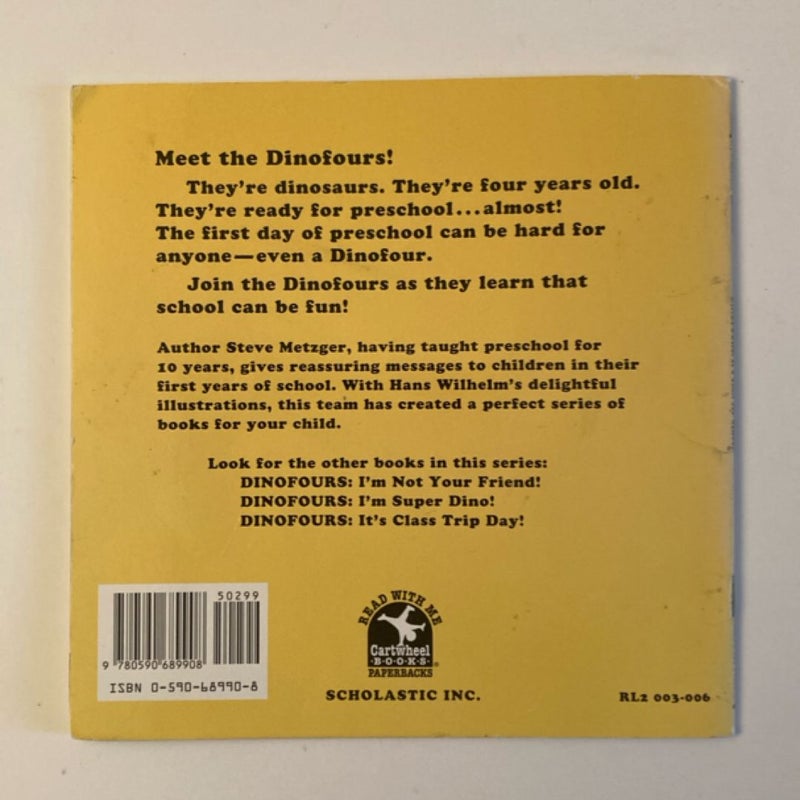 Meet the Dinofours!
They're dinosaurs. They're four years old.
They're ready for preschool...almost!
The first day of preschool can be hard for
anyone—even a Dinofour.
Join the Dinofours as they learn that
school can be fun!
Author Steve Metzger, having taught preschool for
10 years, gives reassuring messages to children in their
first years of school. With Hans Wilhelm's delightful
illustrations, this team has created a perfect series of
books for your child.
Look for the other books in this series:
DINOFOURS: I'm Not Your Friend!
DINOFOURS: I'm Super Dino!
DINOFOURS: It's Class Trip Day!
50299
9 780590 689908
ISBN 0-590-68990-8
READ WITH ME
Cartwheel
·B·O·O·K·S·®
PAPERBACKS
SCHOLASTIC INC.
RL2 003-006